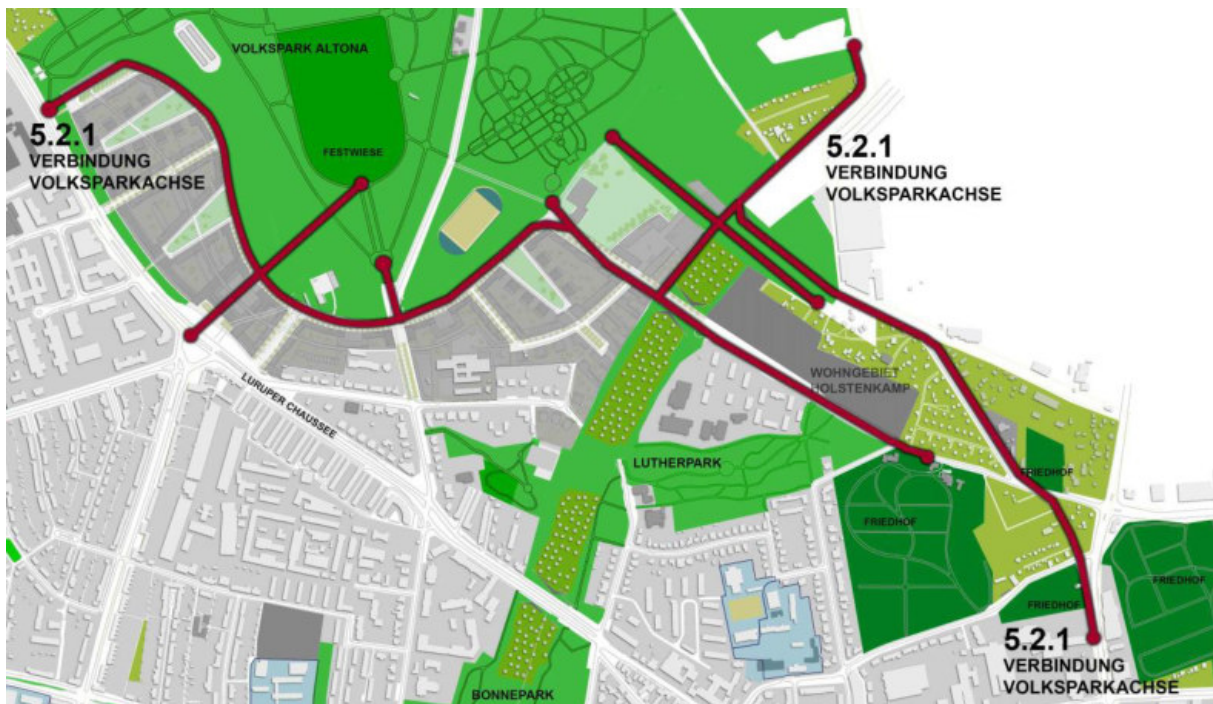 VOLKSPARK ALTONA
5.2.1
VERBINDUNG
VOLKSPARKACHSE
FESTWIESE
5.2.1
VERBINDUNG
VOLKSPARKACHSE
LURUPER CHAUSSEE
WOHNGEBIET
HOLSTENKAMP
LUTHERPARK
FRIEDHOF
FRIEDHOF
FRIEDHOF
FRIEDHOF
5.2.1
VERBINDUNG
VOLKSPARKACHSE
BONNEPARK